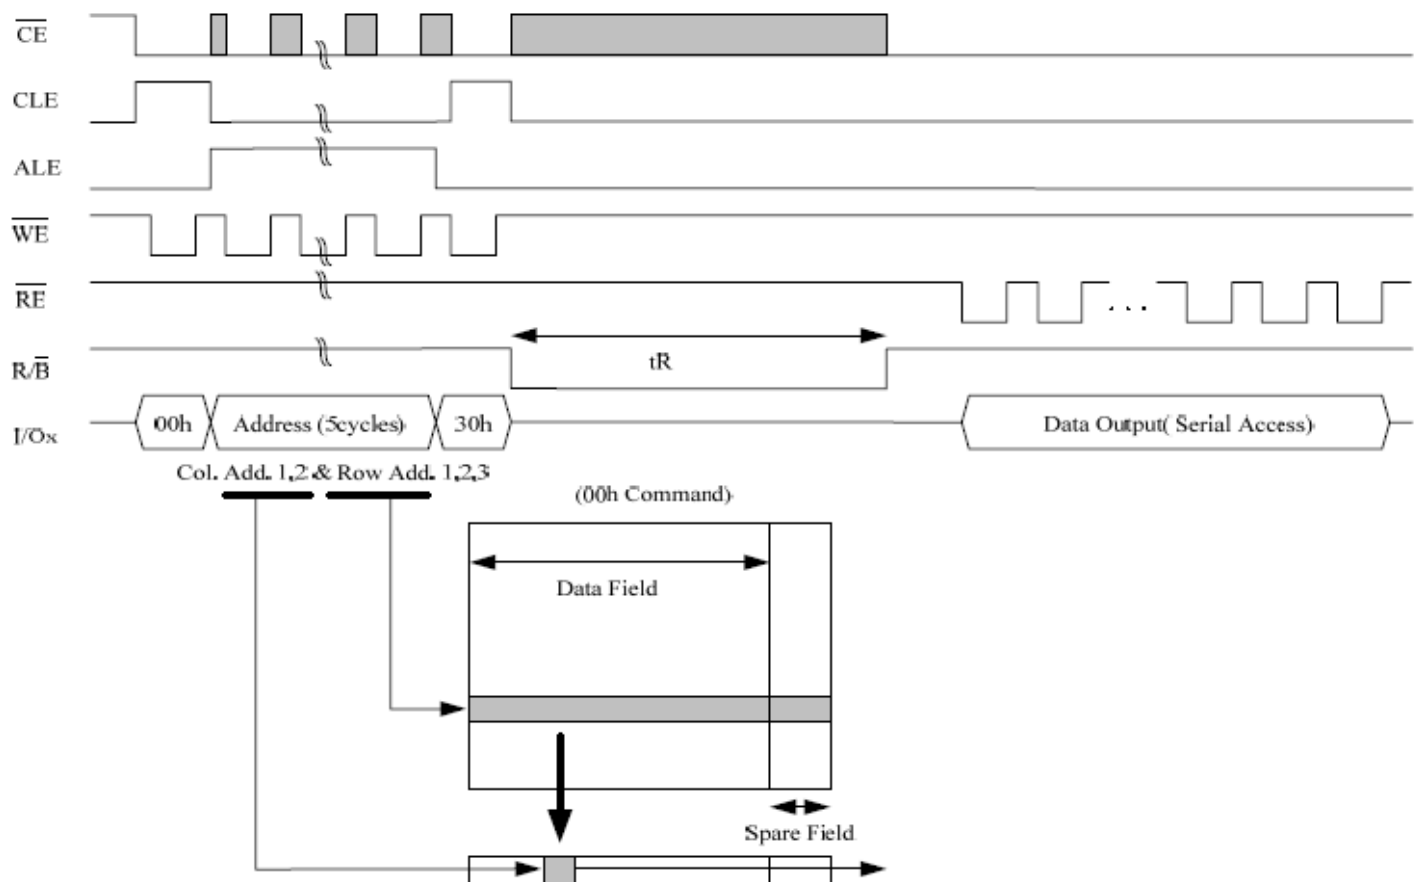 CE
CLE
ALE
WE
RE
tR
R/B
I/Ox
00h
Address (5cycles)
30h
Data Output( Serial Access)
Col. Add. 1,2 & Row Add. 1,2,3
(00h Command)
Data Field
Spare Field